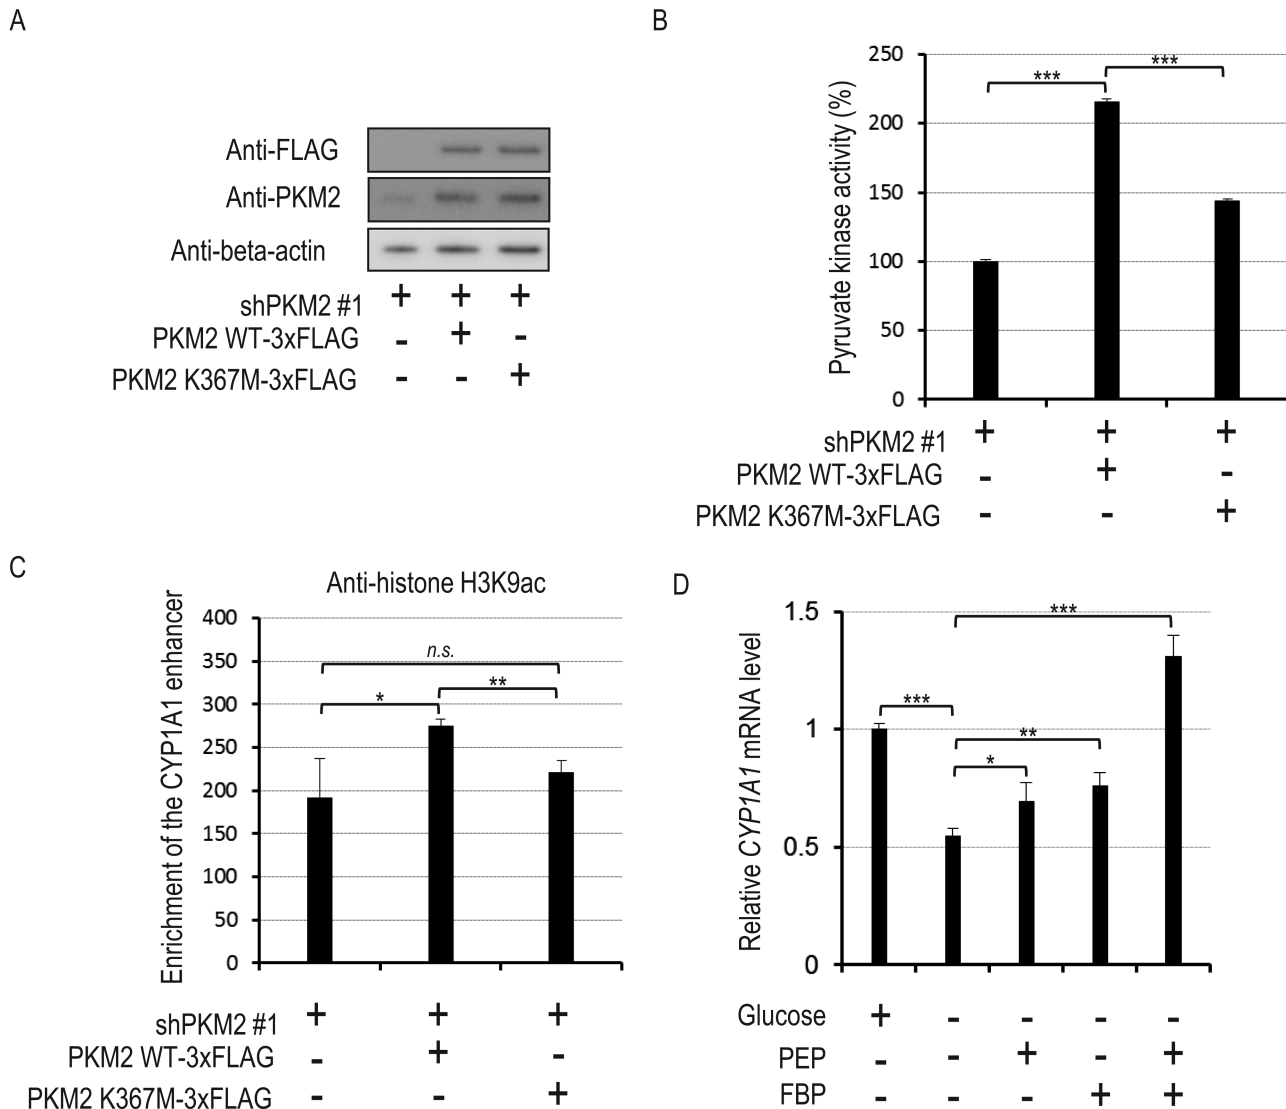 A
Anti-FLAG
Anti-PKM2
Anti-beta-actin
shPKM2 #1 + + +
PKM2 WT-3xFLAG - + -
PKM2 K367M-3xFLAG - - +
B
Pyruvate kinase activity (%)
250
200
150
100
50
0
*** ***
shPKM2 #1 + + +
PKM2 WT-3xFLAG - + -
PKM2 K367M-3xFLAG - - +
C
Anti-histone H3K9ac
Enrichment of the CYP1A1 enhancer
400
350
300
250
200
150
100
50
0
n.s.
* **
shPKM2 #1 + + +
PKM2 WT-3xFLAG - + -
PKM2 K367M-3xFLAG - - +
D
Relative CYP1A1 mRNA level
1.5
1
0.5
0
***
***
**
*
Glucose + - - - -
PEP - - + - +
FBP - - - + +